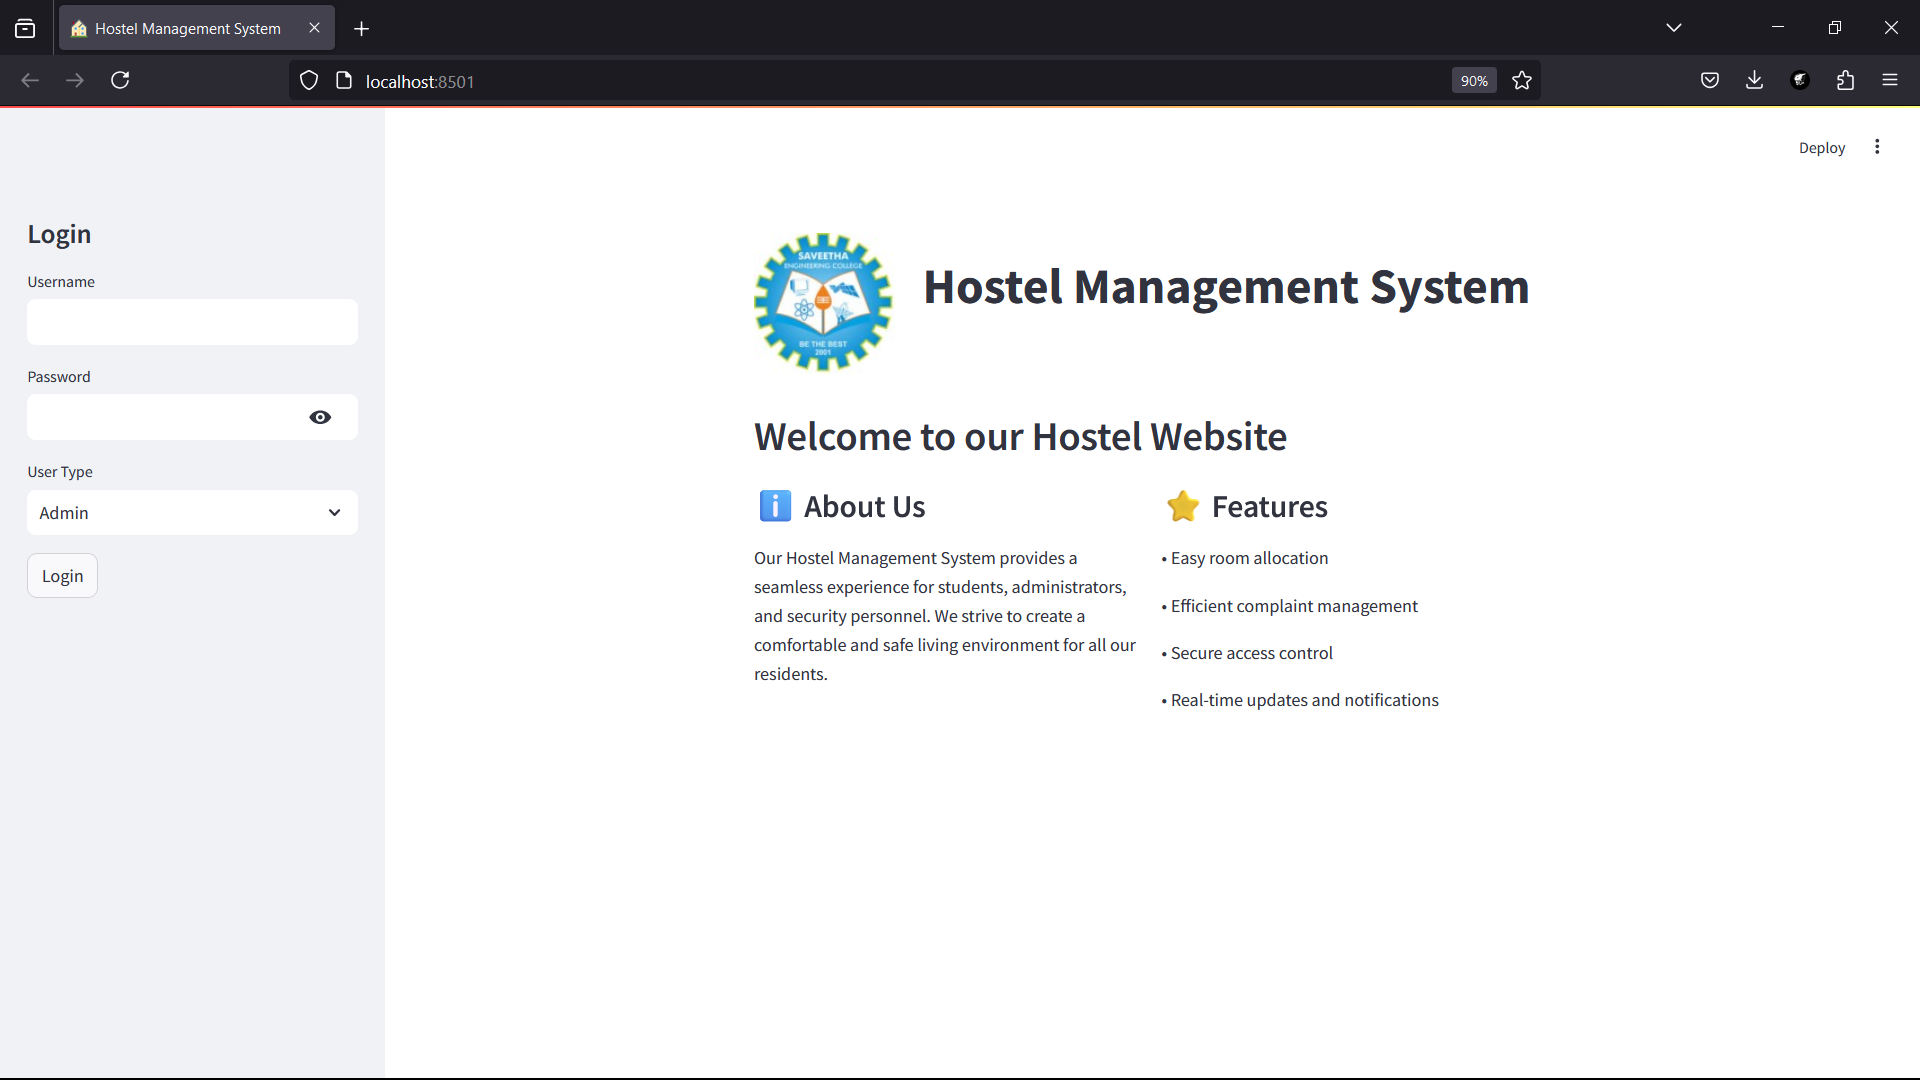 Hostel Management System
localhost:8501
90%
Deploy
Login
Username
Password
User Type
Admin
Login
SAVEETHA
ENGINEERING COLLEGE
BE THE BEST
2001
Hostel Management System
Welcome to our Hostel Website
About Us
Our Hostel Management System provides a
seamless experience for students, administrators,
and security personnel. We strive to create a
comfortable and safe living environment for all our
residents.
Features
• Easy room allocation
• Efficient complaint management
• Secure access control
• Real-time updates and notifications